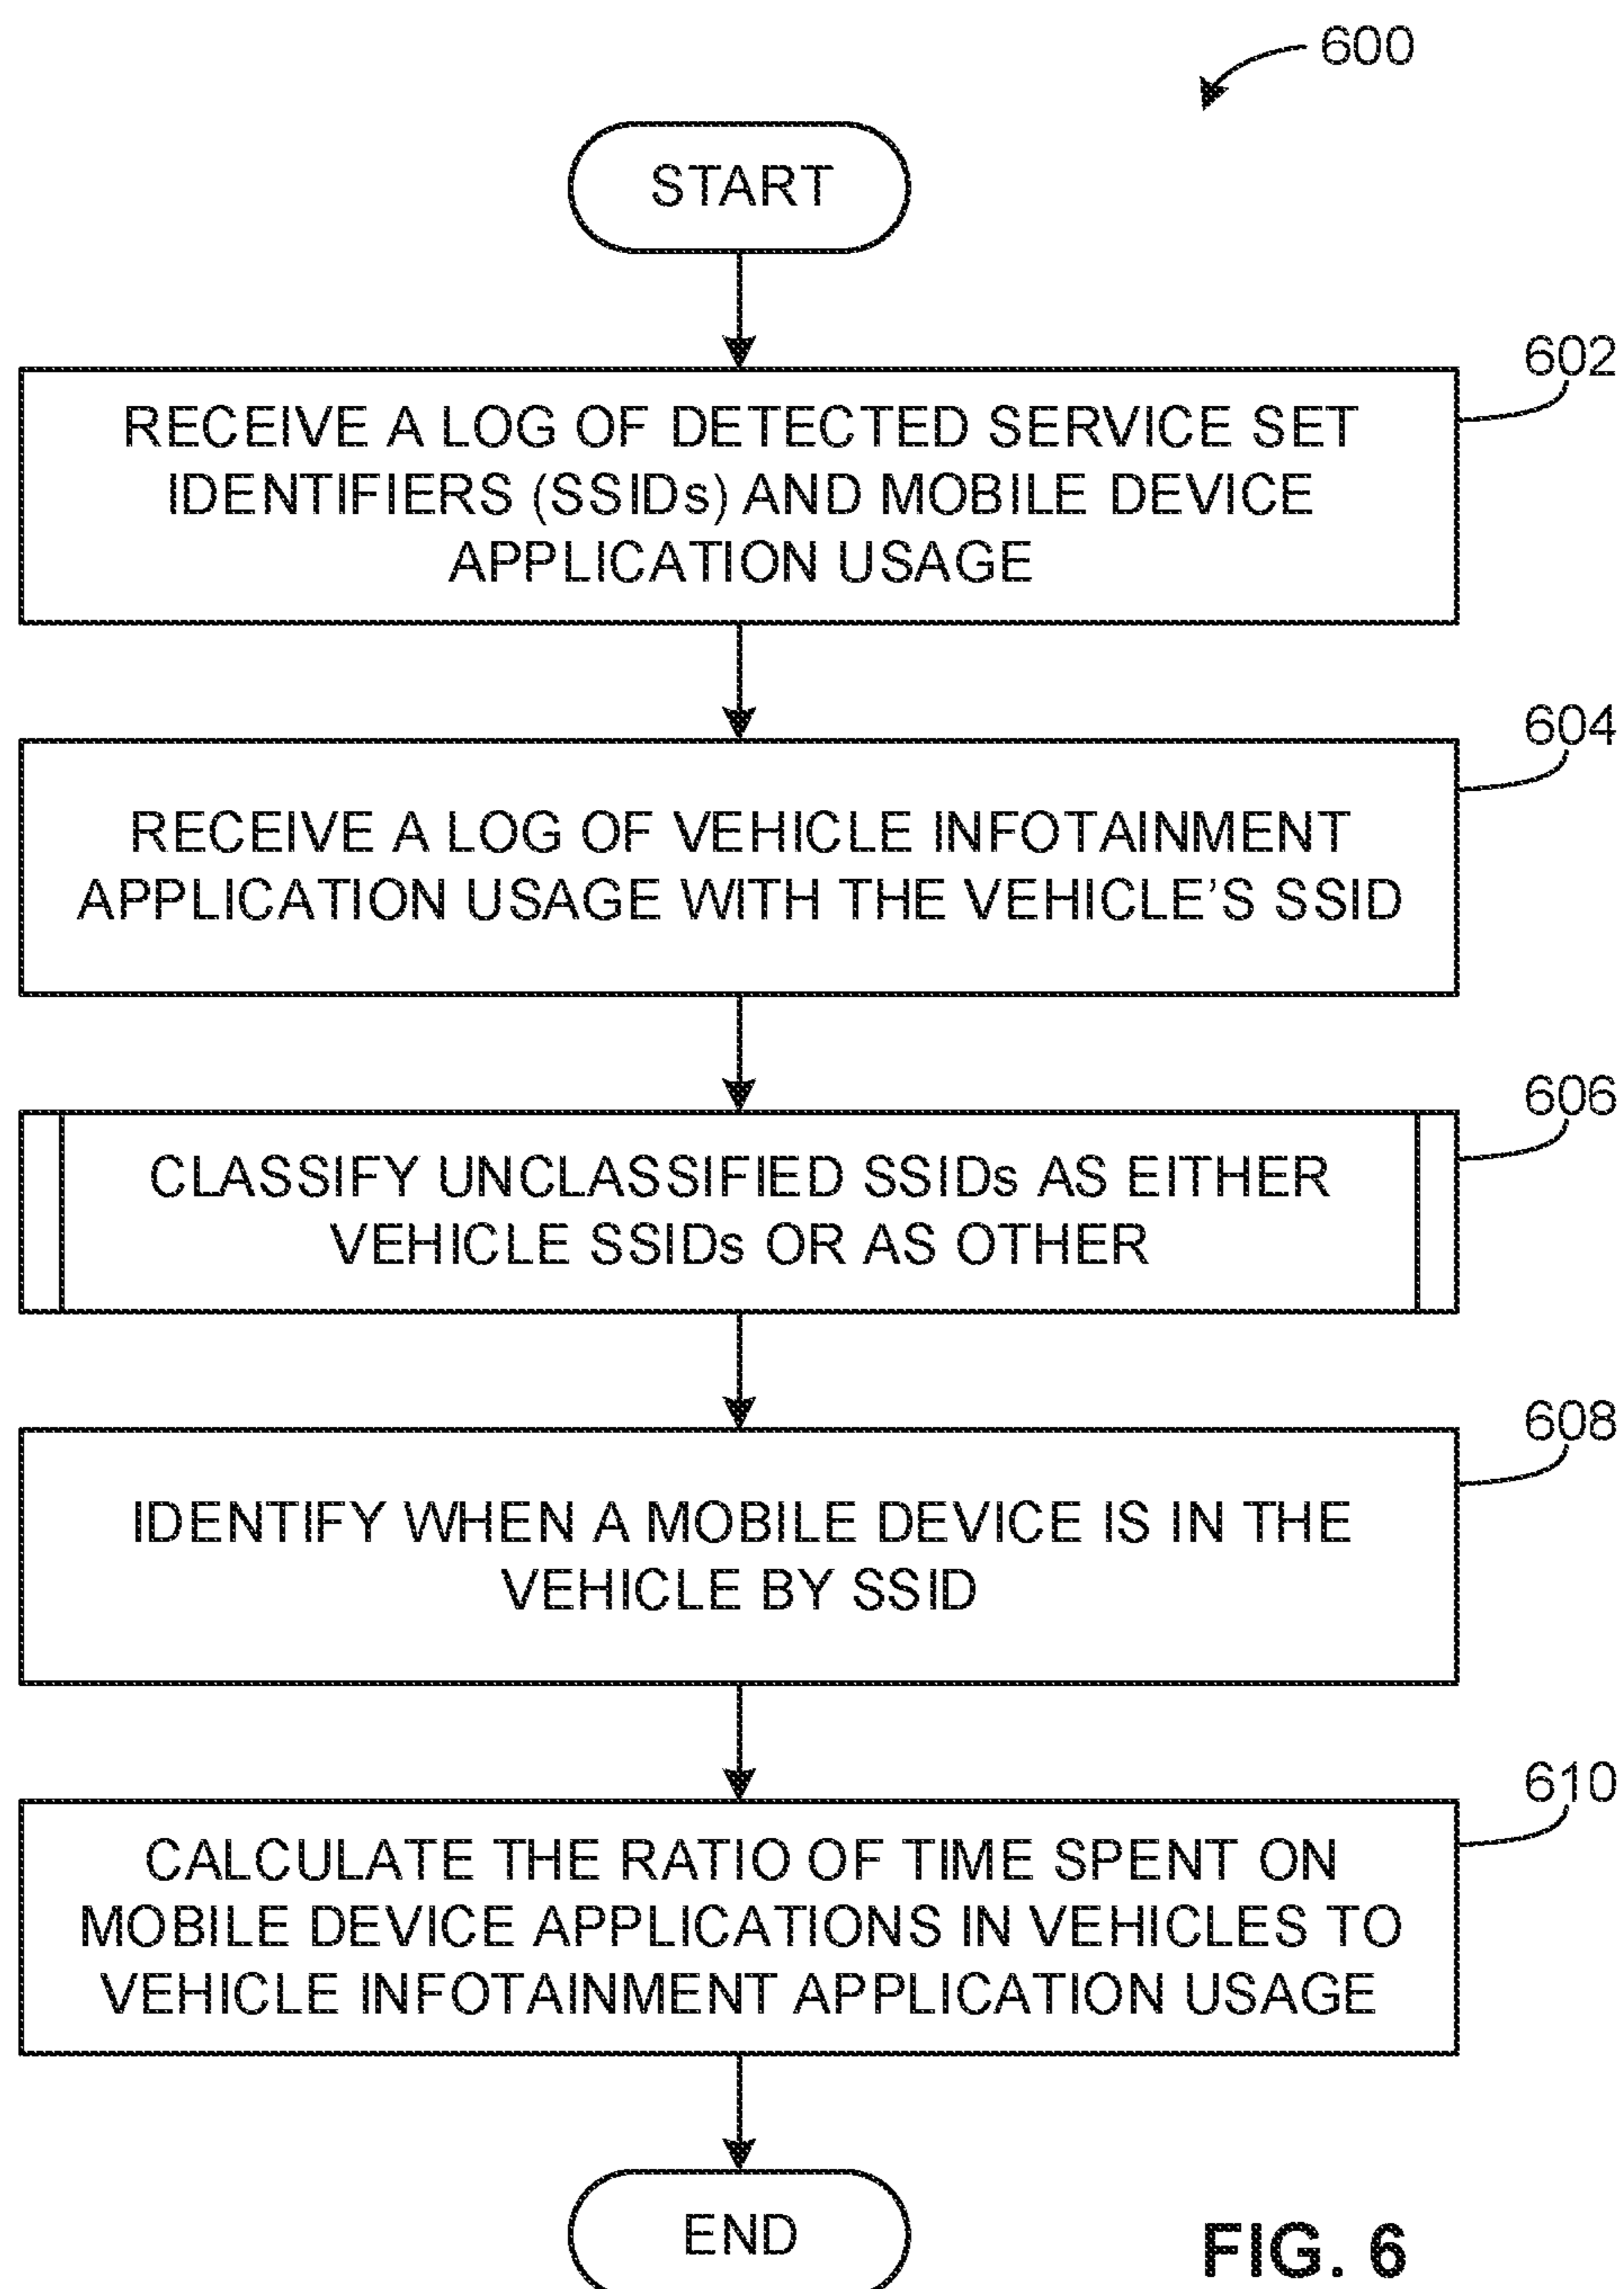 600
START
602
RECEIVE A LOG OF DETECTED SERVICE SET
IDENTIFIERS (SSIDs) AND MOBILE DEVICE
APPLICATION USAGE
604
RECEIVE A LOG OF VEHICLE INFOTAINMENT
APPLICATION USAGE WITH THE VEHICLE’S SSID
606
CLASSIFY UNCLASSIFIED SSIDs AS EITHER
VEHICLE SSIDs OR AS OTHER
608
IDENTIFY WHEN A MOBILE DEVICE IS IN THE
VEHICLE BY SSID
610
CALCULATE THE RATIO OF TIME SPENT ON
MOBILE DEVICE APPLICATIONS IN VEHICLES TO
VEHICLE INFOTAINMENT APPLICATION USAGE
END
FIG. 6